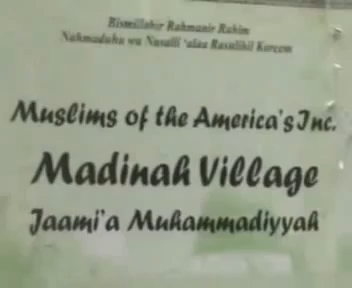 Bismillahir Rahmanir Rahim
Nahmaduhu wa Nusalli 'alaa Rasulihil Kareem
Muslims of the America's Inc.
Madinah Village
Jaami'a Muhammadiyyah